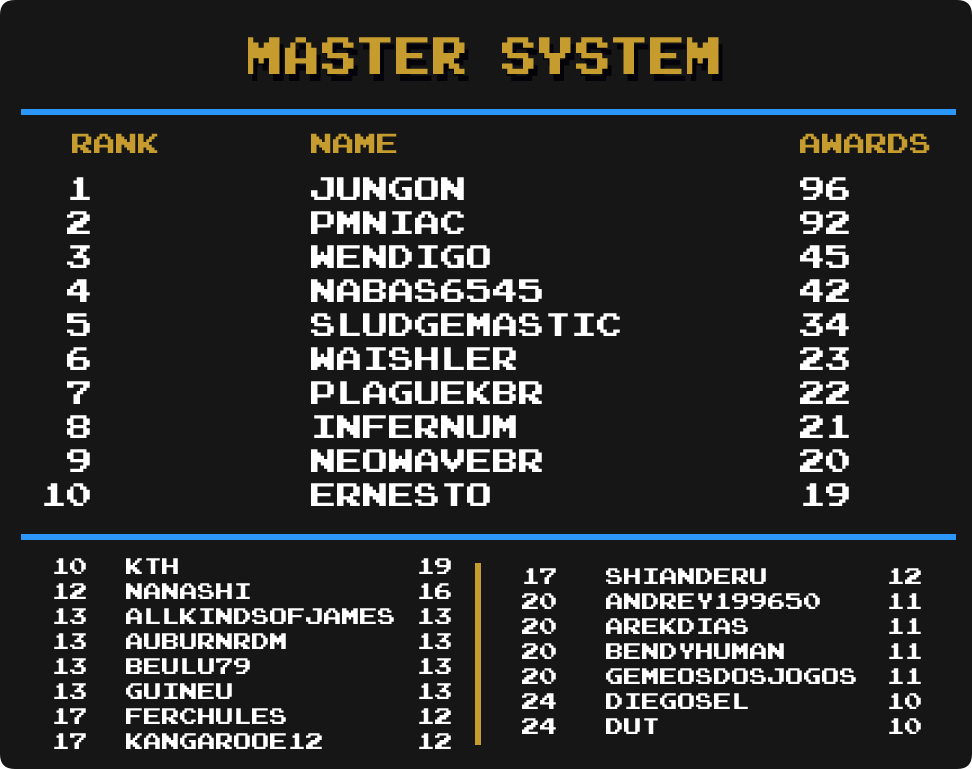 MASTER SYSTEM
RANK NAME AWARDS
1 JUNGON 96
2 PMNIAC 92
3 WENDIGO 45
4 NABAS6545 42
5 SLUDGEMASTIC 34
6 WAISHLER 23
7 PLAGUEKBR 22
8 INFERNUM 21
9 NEOWAVEBR 20
10 ERNESTO 19
10 KTH 19
12 NANASHI 16
13 ALLKINDSOFJAMES 13
13 AUBURNRDM 13
13 BEULU79 13
13 GUINEU 13
17 FERCHULES 12
17 KANGAROOE12 12
17 SHIANDERU 12
20 ANDREY199650 11
20 AREKDIAS 11
20 BENDYHUMAN 11
20 GEMEOSDOSJOGOS 11
24 DIEGOSEL 10
24 DUT 10